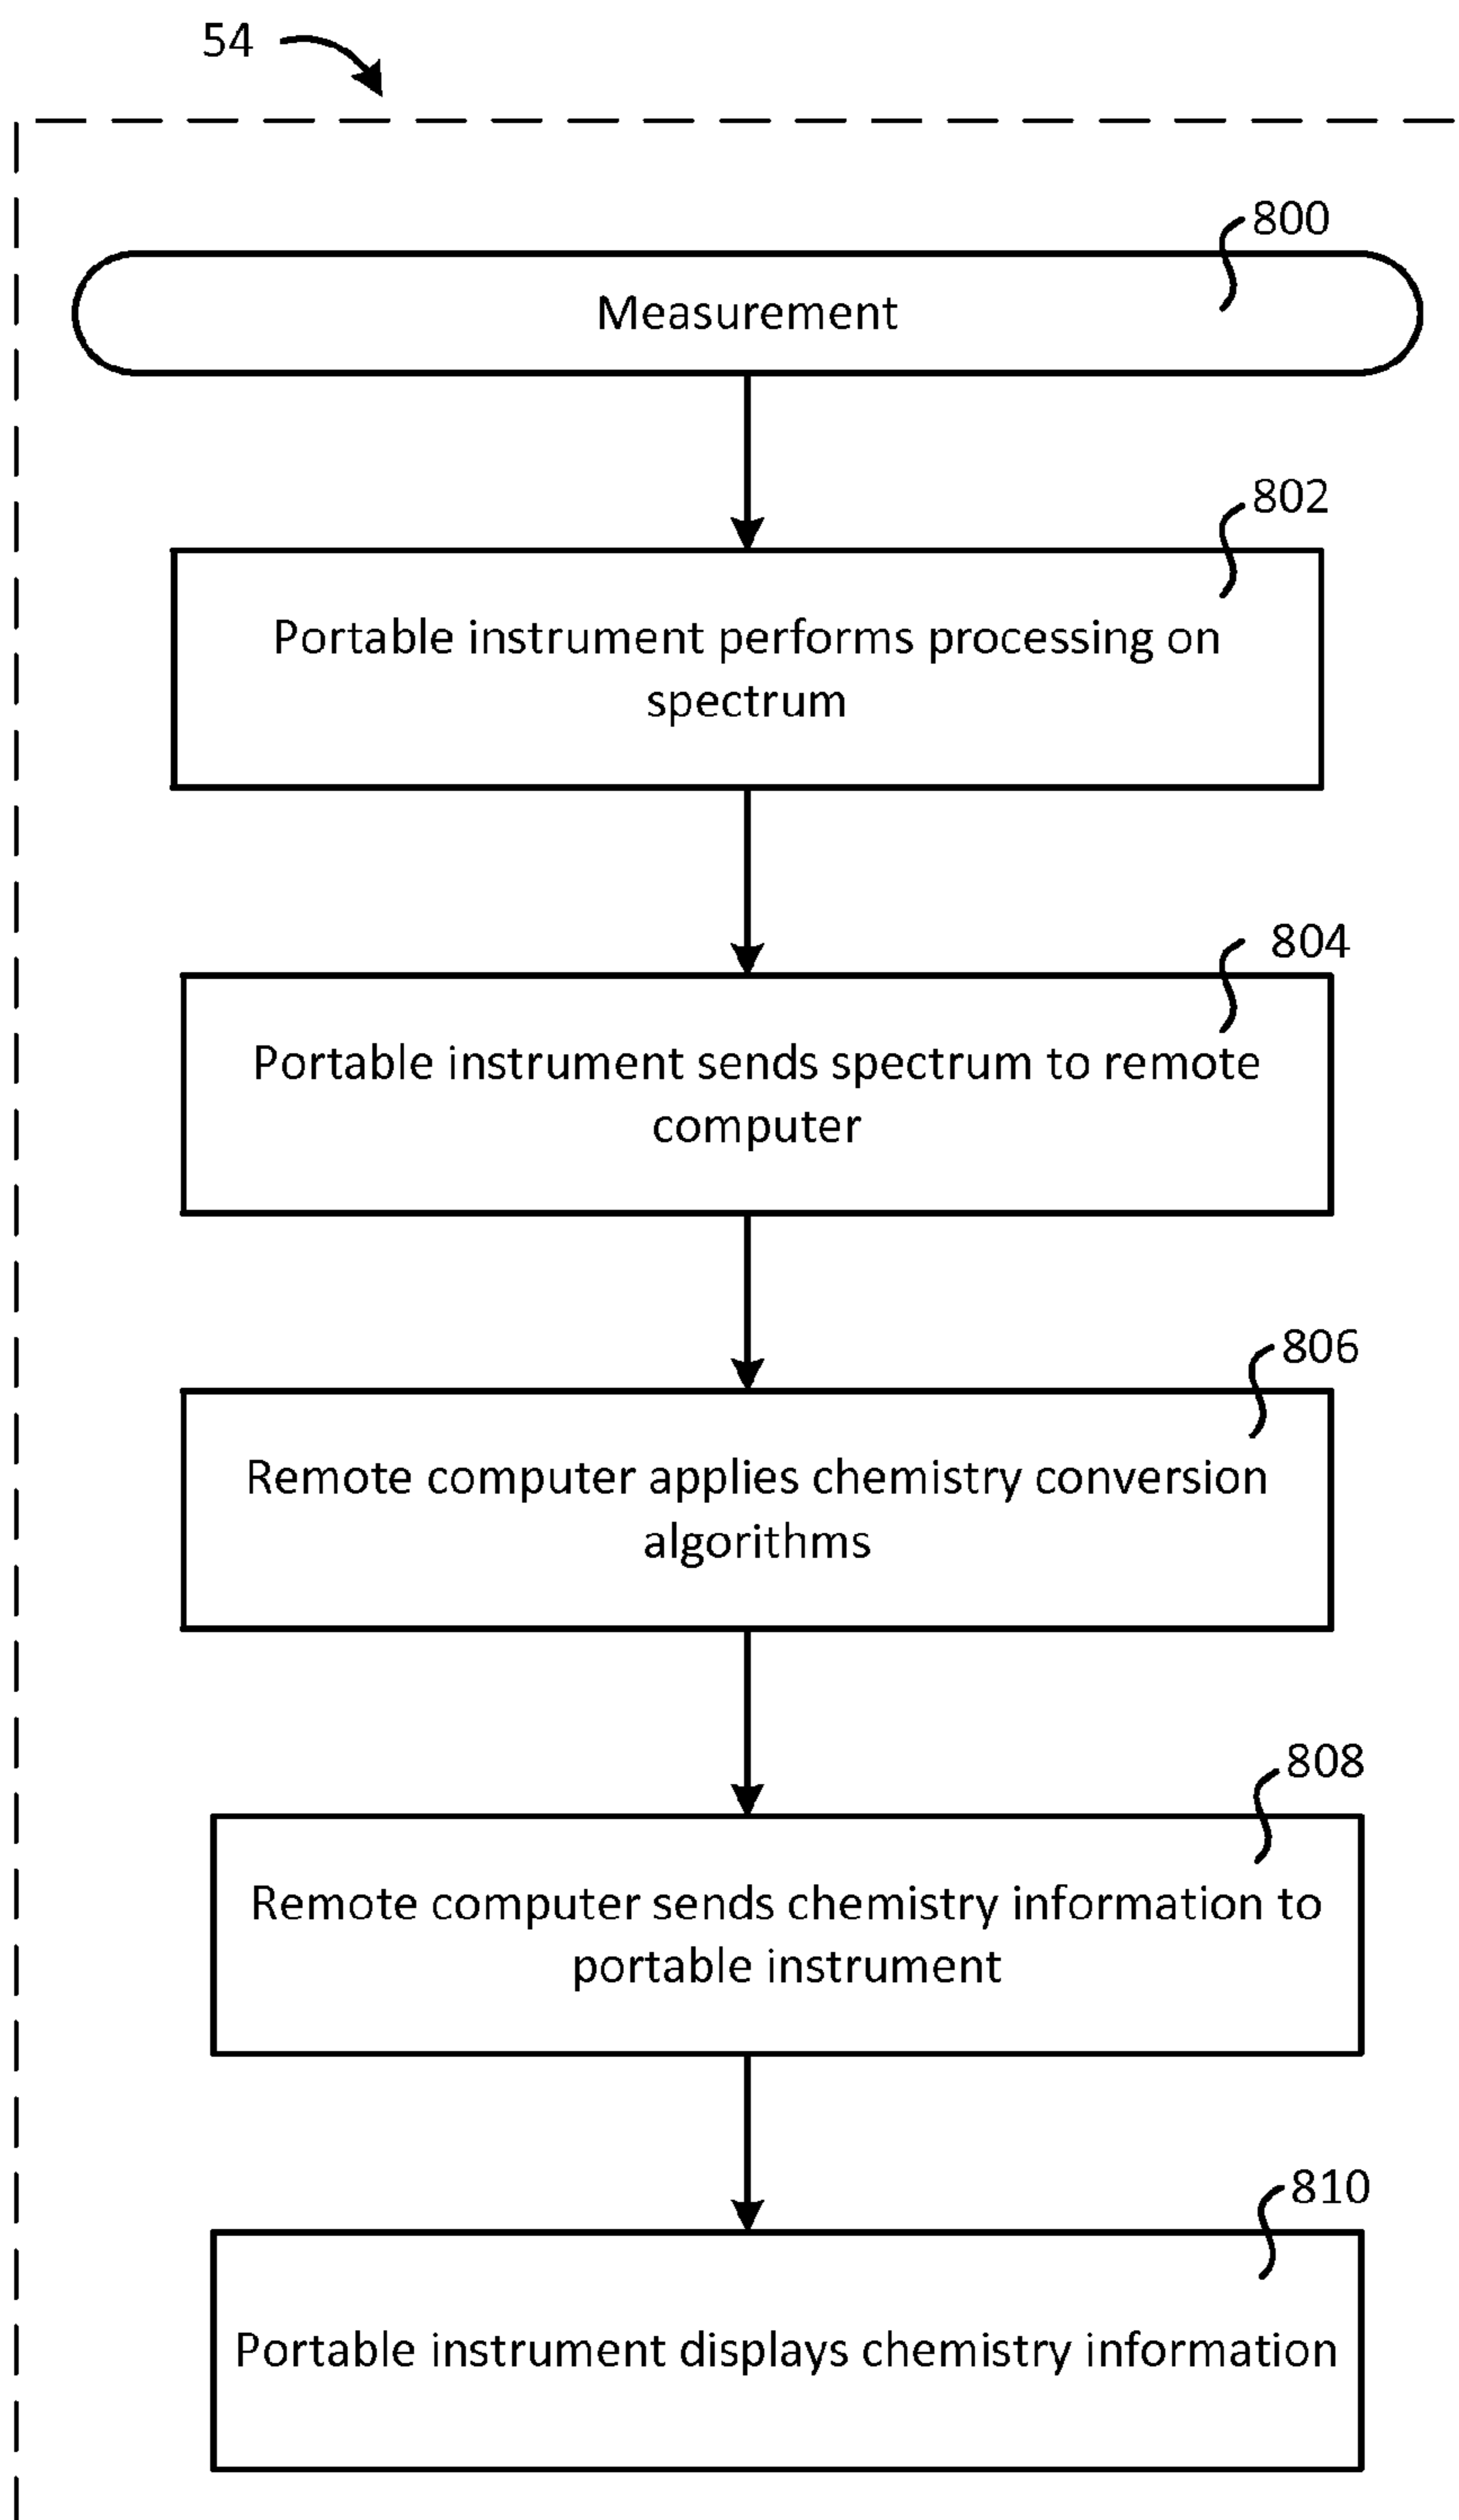 54
800
Measurement
802
Portable instrument performs processing on
spectrum
804
Portable instrument sends spectrum to remote
computer
806
Remote computer applies chemistry conversion
algorithms
808
Remote computer sends chemistry information to
portable instrument
810
Portable instrument displays chemistry information